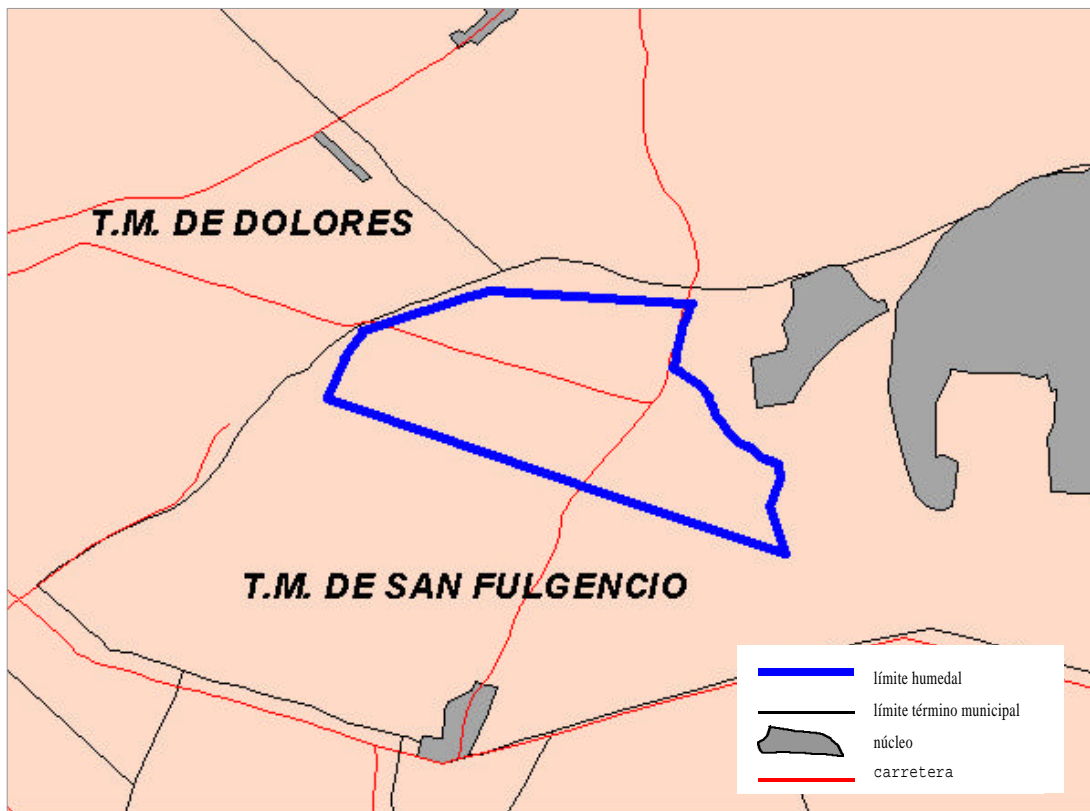 T.M. DE DOLORES
T.M. DE SAN FULGENCIO
límite humedal
límite término municipal
núcleo
carretera